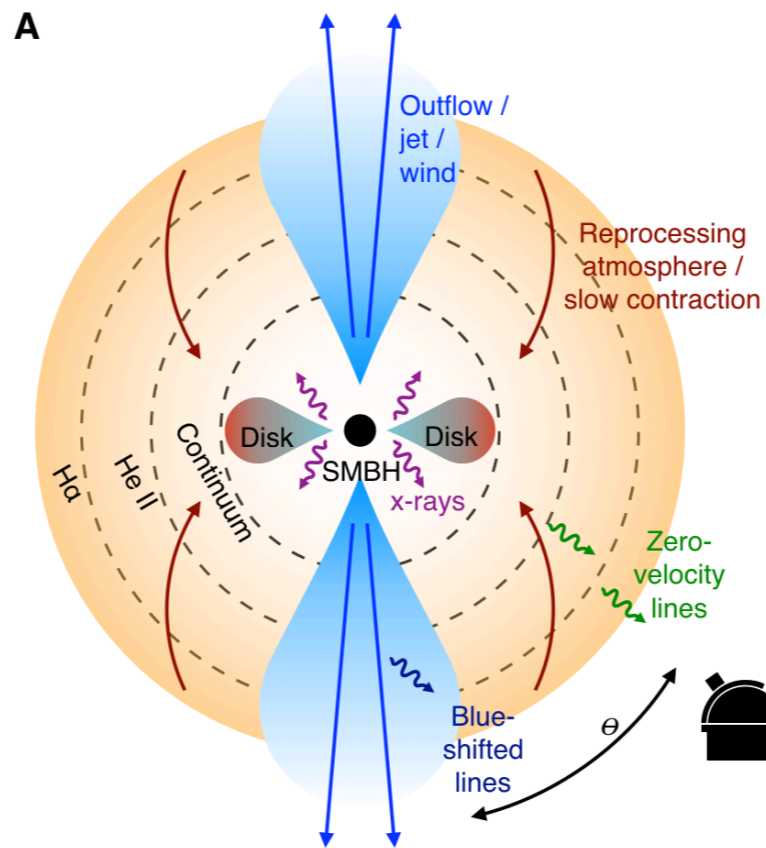 A
Outflow /
jet /
wind
Reprocessing
atmosphere /
slow contraction
Disk
Disk
SMBH
x-rays
Continuum
He II
Hα
Zero-
velocity
lines
Blue-
shifted
lines
θ